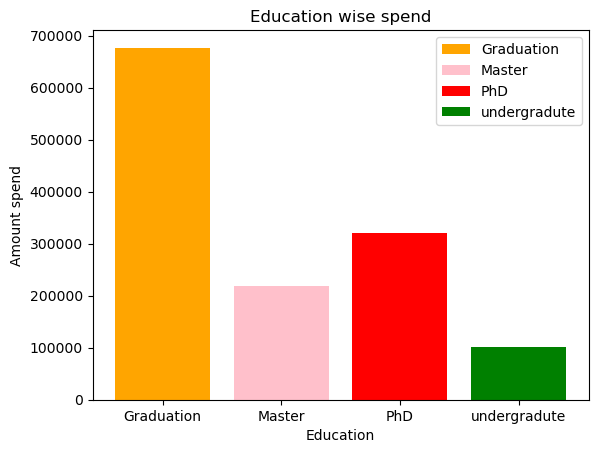 Education wise spend
700000
600000
500000
400000
300000
200000
100000
0
Amount spend
Graduation
Master
PhD
undergradute
Graduation
Master
PhD
undergradute
Education